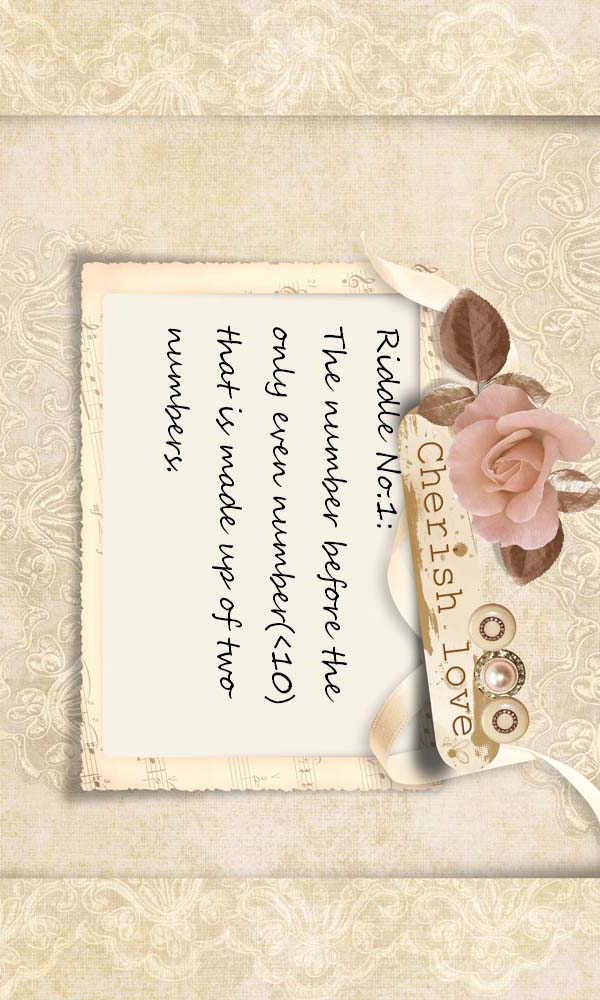 Cherish love
Riddle No.1:
The number before the
only even number(<10)
that is made up of two
numbers.